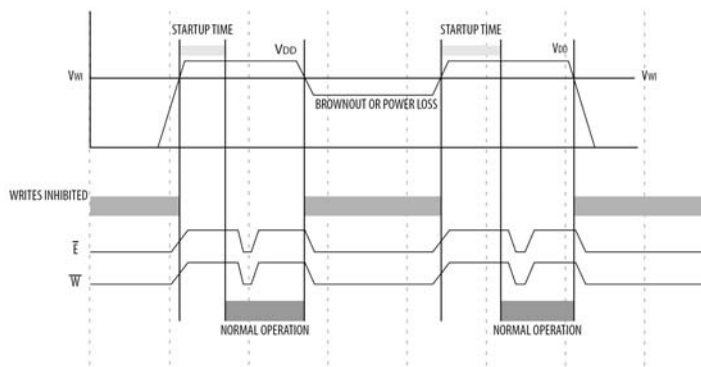 STARTUP TIME
STARTUP TIME
VDD
VDD
VWI
VWI
BROWNOUT OR POWER LOSS
WRITES INHIBITED
E̅
W̅
NORMAL OPERATION
NORMAL OPERATION